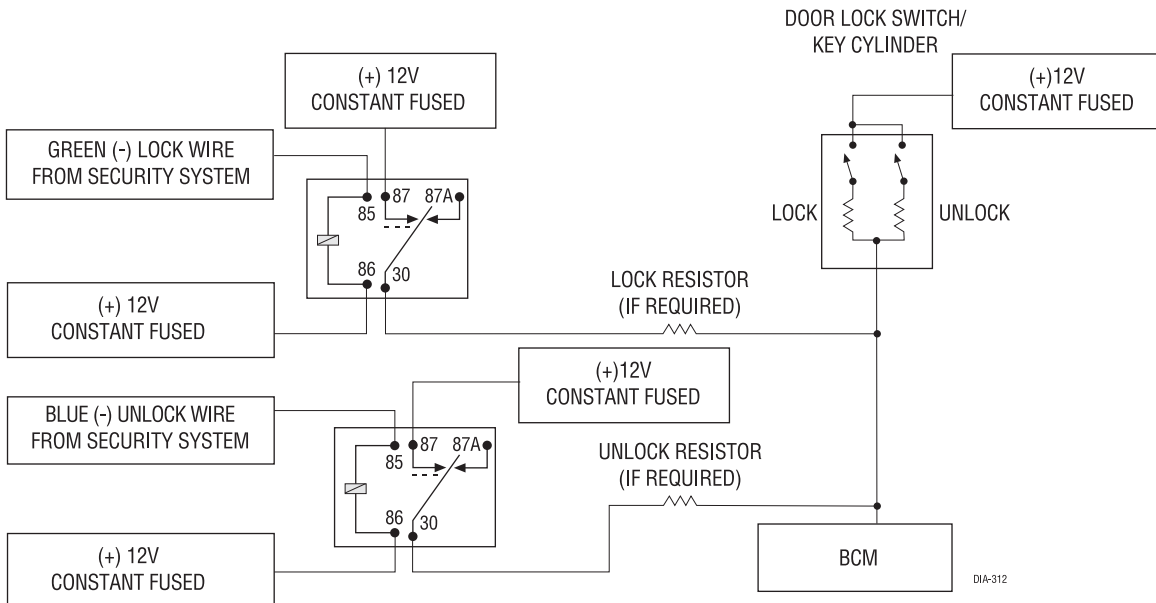 DOOR LOCK SWITCH/
KEY CYLINDER
(+) 12V
CONSTANT FUSED
(+)12V
CONSTANT FUSED
GREEN (-) LOCK WIRE
FROM SECURITY SYSTEM
85
87
87A
86
30
LOCK
UNLOCK
(+) 12V
CONSTANT FUSED
LOCK RESISTOR
(IF REQUIRED)
(+)12V
CONSTANT FUSED
BLUE (-) UNLOCK WIRE
FROM SECURITY SYSTEM
85
87
87A
86
30
UNLOCK RESISTOR
(IF REQUIRED)
(+) 12V
CONSTANT FUSED
BCM
DIA-312